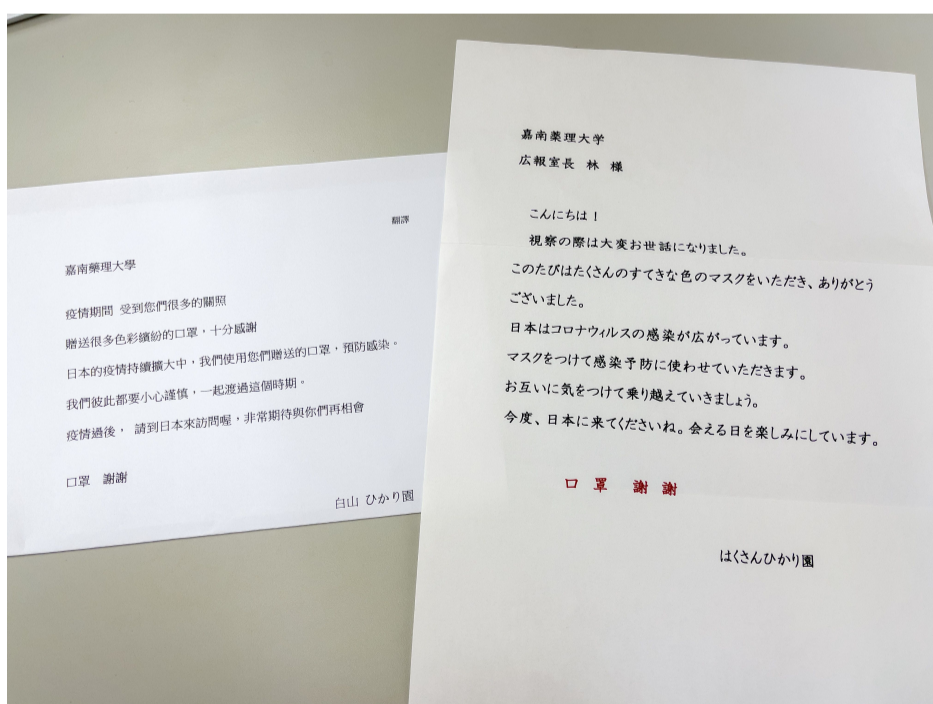 翻譯
嘉南藥理大學
疫情期間 受到您們很多的關照
贈送很多色彩繽紛的口罩，十分感謝
日本的疫情持續擴大中，我們使用您們贈送的口罩，預防感染。
我們彼此都要小心謹慎，一起渡過這個時期。
疫情過後， 請到日本來訪問喔，非常期待與你們再相會
口罩 謝謝
白山 ひかり園
嘉南薬理大学
広報室長 林 様
こんにちは！
視察の際は大変お世話になりました。
このたびはたくさんのすてきな色のマスクをいただき、ありがとう
ございました。
日本はコロナウィルスの感染が広がっています。
マスクをつけて感染予防に使わせていただきます。
お互いに気をつけて乗り越えていきましょう。
今度、日本に来てくださいね。会える日を楽しみにしています。
口罩 謝謝
はくさんひかり園